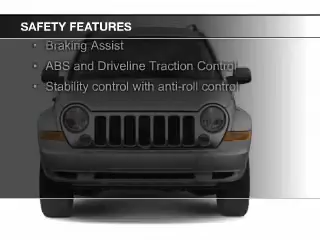 SAFETY FEATURES
• Braking Assist
• ABS and Driveline Traction Control
• Stability control with anti-roll control